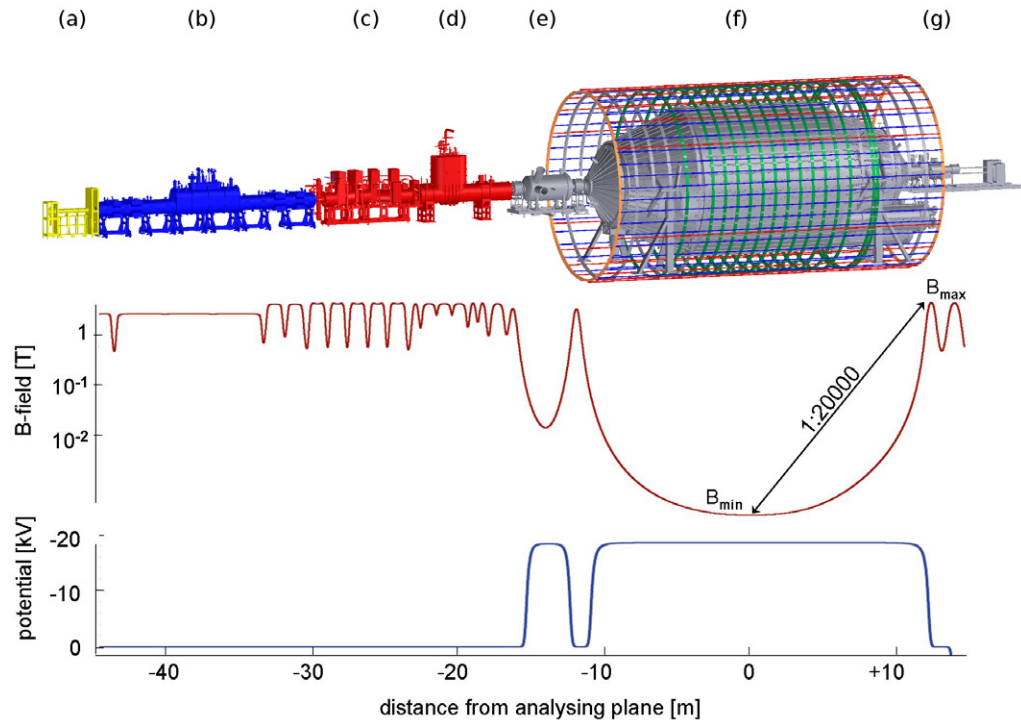 (a) (b) (c) (d) (e) (f) (g)
B-field [T]
1
10-1
10-2
Bmax
1:20000
Bmin
potential [kV]
-20
-10
0
-40 -30 -20 -10 0 +10
distance from analysing plane [m]